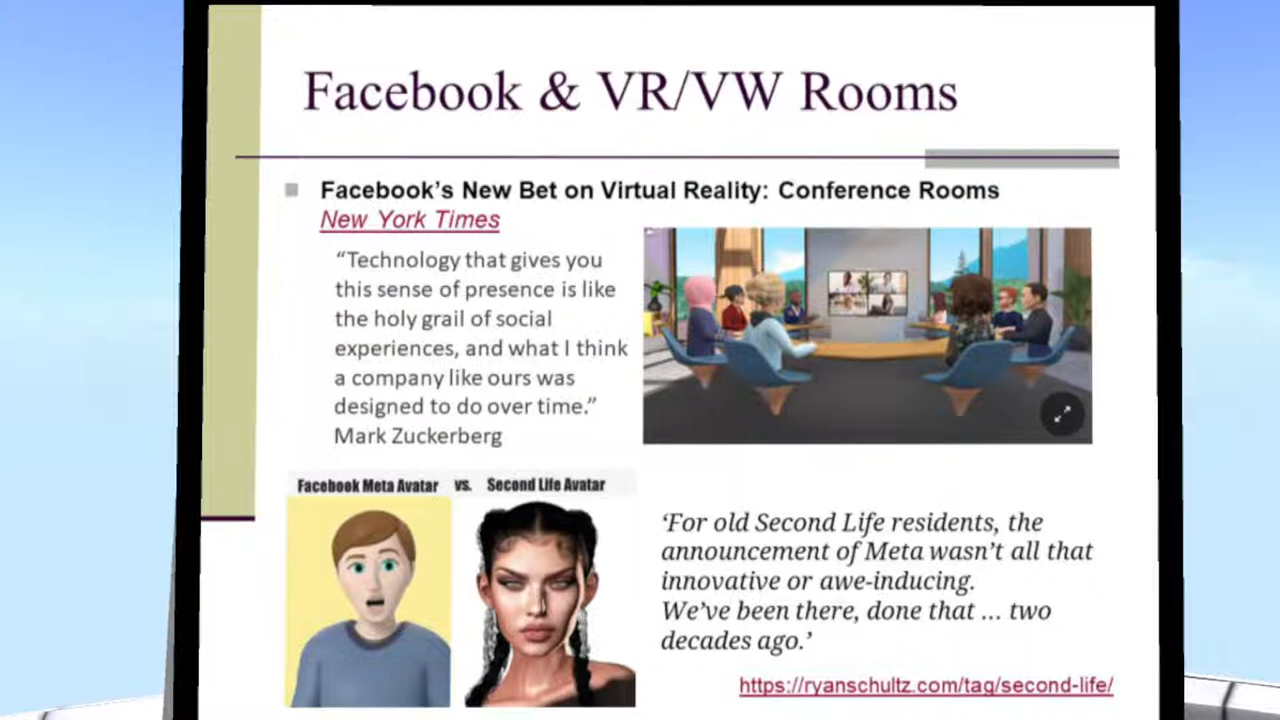 Facebook & VR/VW Rooms
Facebook’s New Bet on Virtual Reality: Conference Rooms
New York Times
“Technology that gives you
this sense of presence is like
the holy grail of social
experiences, and what I think
a company like ours was
designed to do over time.”
Mark Zuckerberg
Facebook Meta Avatar vs. Second Life Avatar
‘For old Second Life residents, the
announcement of Meta wasn’t all that
innovative or awe-inducing.
We’ve been there, done that ... two
decades ago.’
https://ryanschultz.com/tag/second-life/